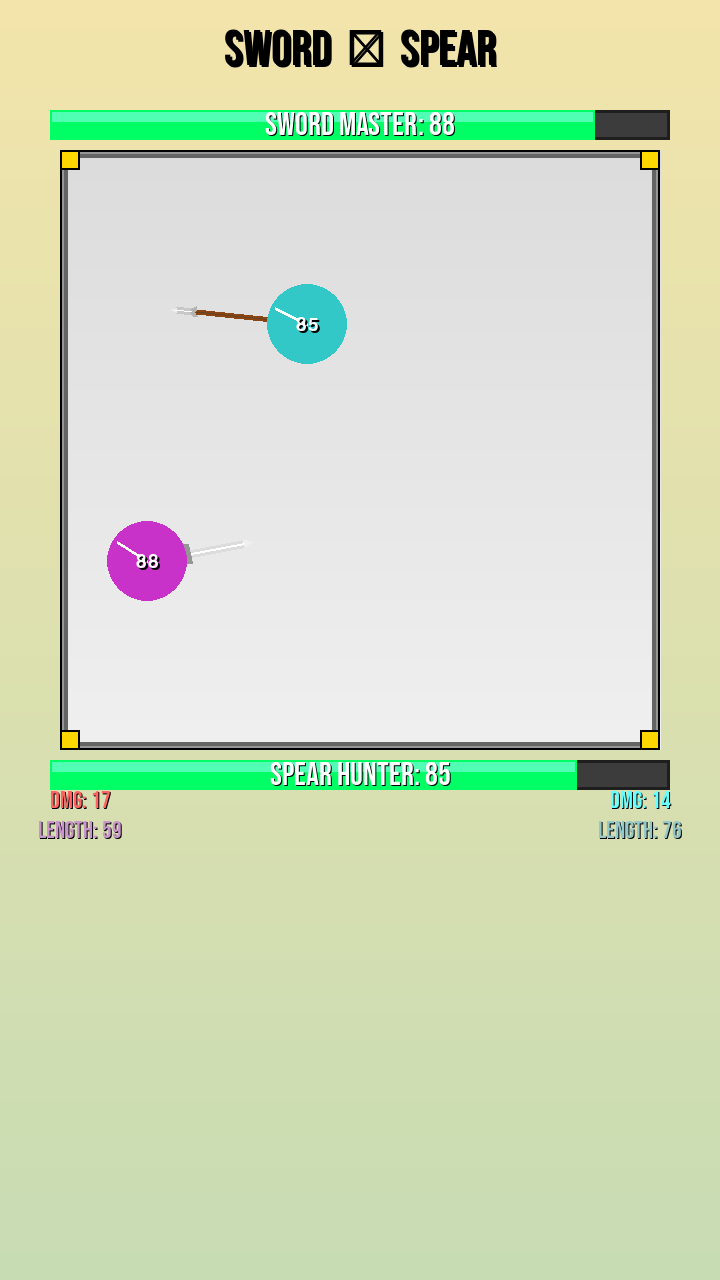 SWORD ☒ SPEAR
SWORD MASTER: 88
85
88
SPEAR HUNTER: 85
DMG: 17 DMG: 14
LENGTH: 59 LENGTH: 76